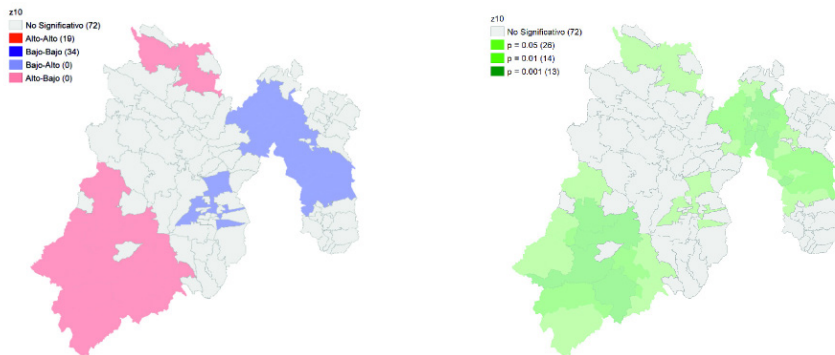 z10
No Significativo (72)
Alto-Alto (19)
Bajo-Bajo (34)
Bajo-Alto (0)
Alto-Bajo (0)
z10
No Significativo (72)
p = 0.05 (26)
p = 0.01 (14)
p = 0.001 (13)